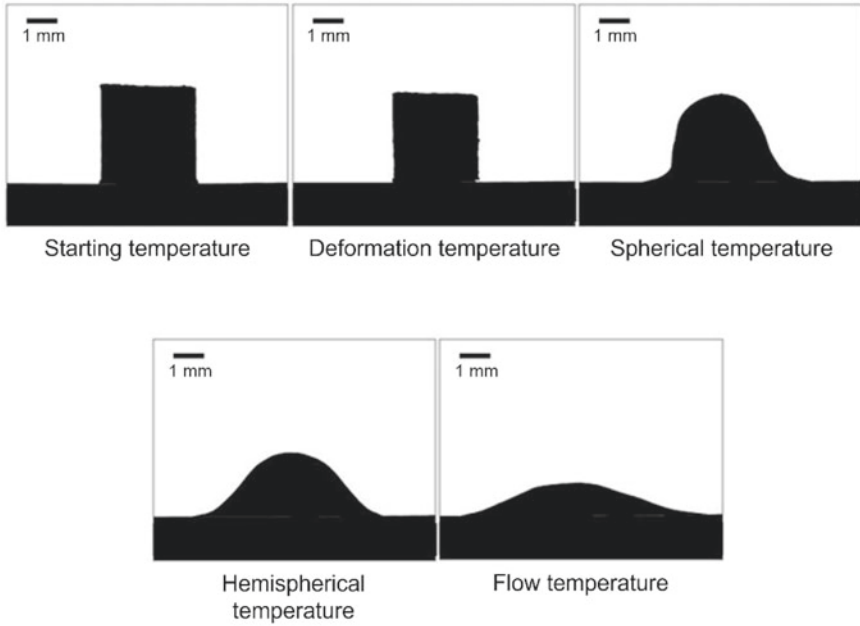 1 mm
1 mm
1 mm
Starting temperature
Deformation temperature
Spherical temperature
1 mm
1 mm
Hemispherical
temperature
Flow temperature